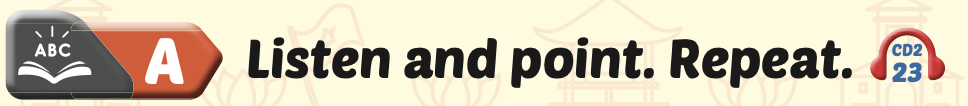 ABC
A Listen and point. Repeat. CD2
23